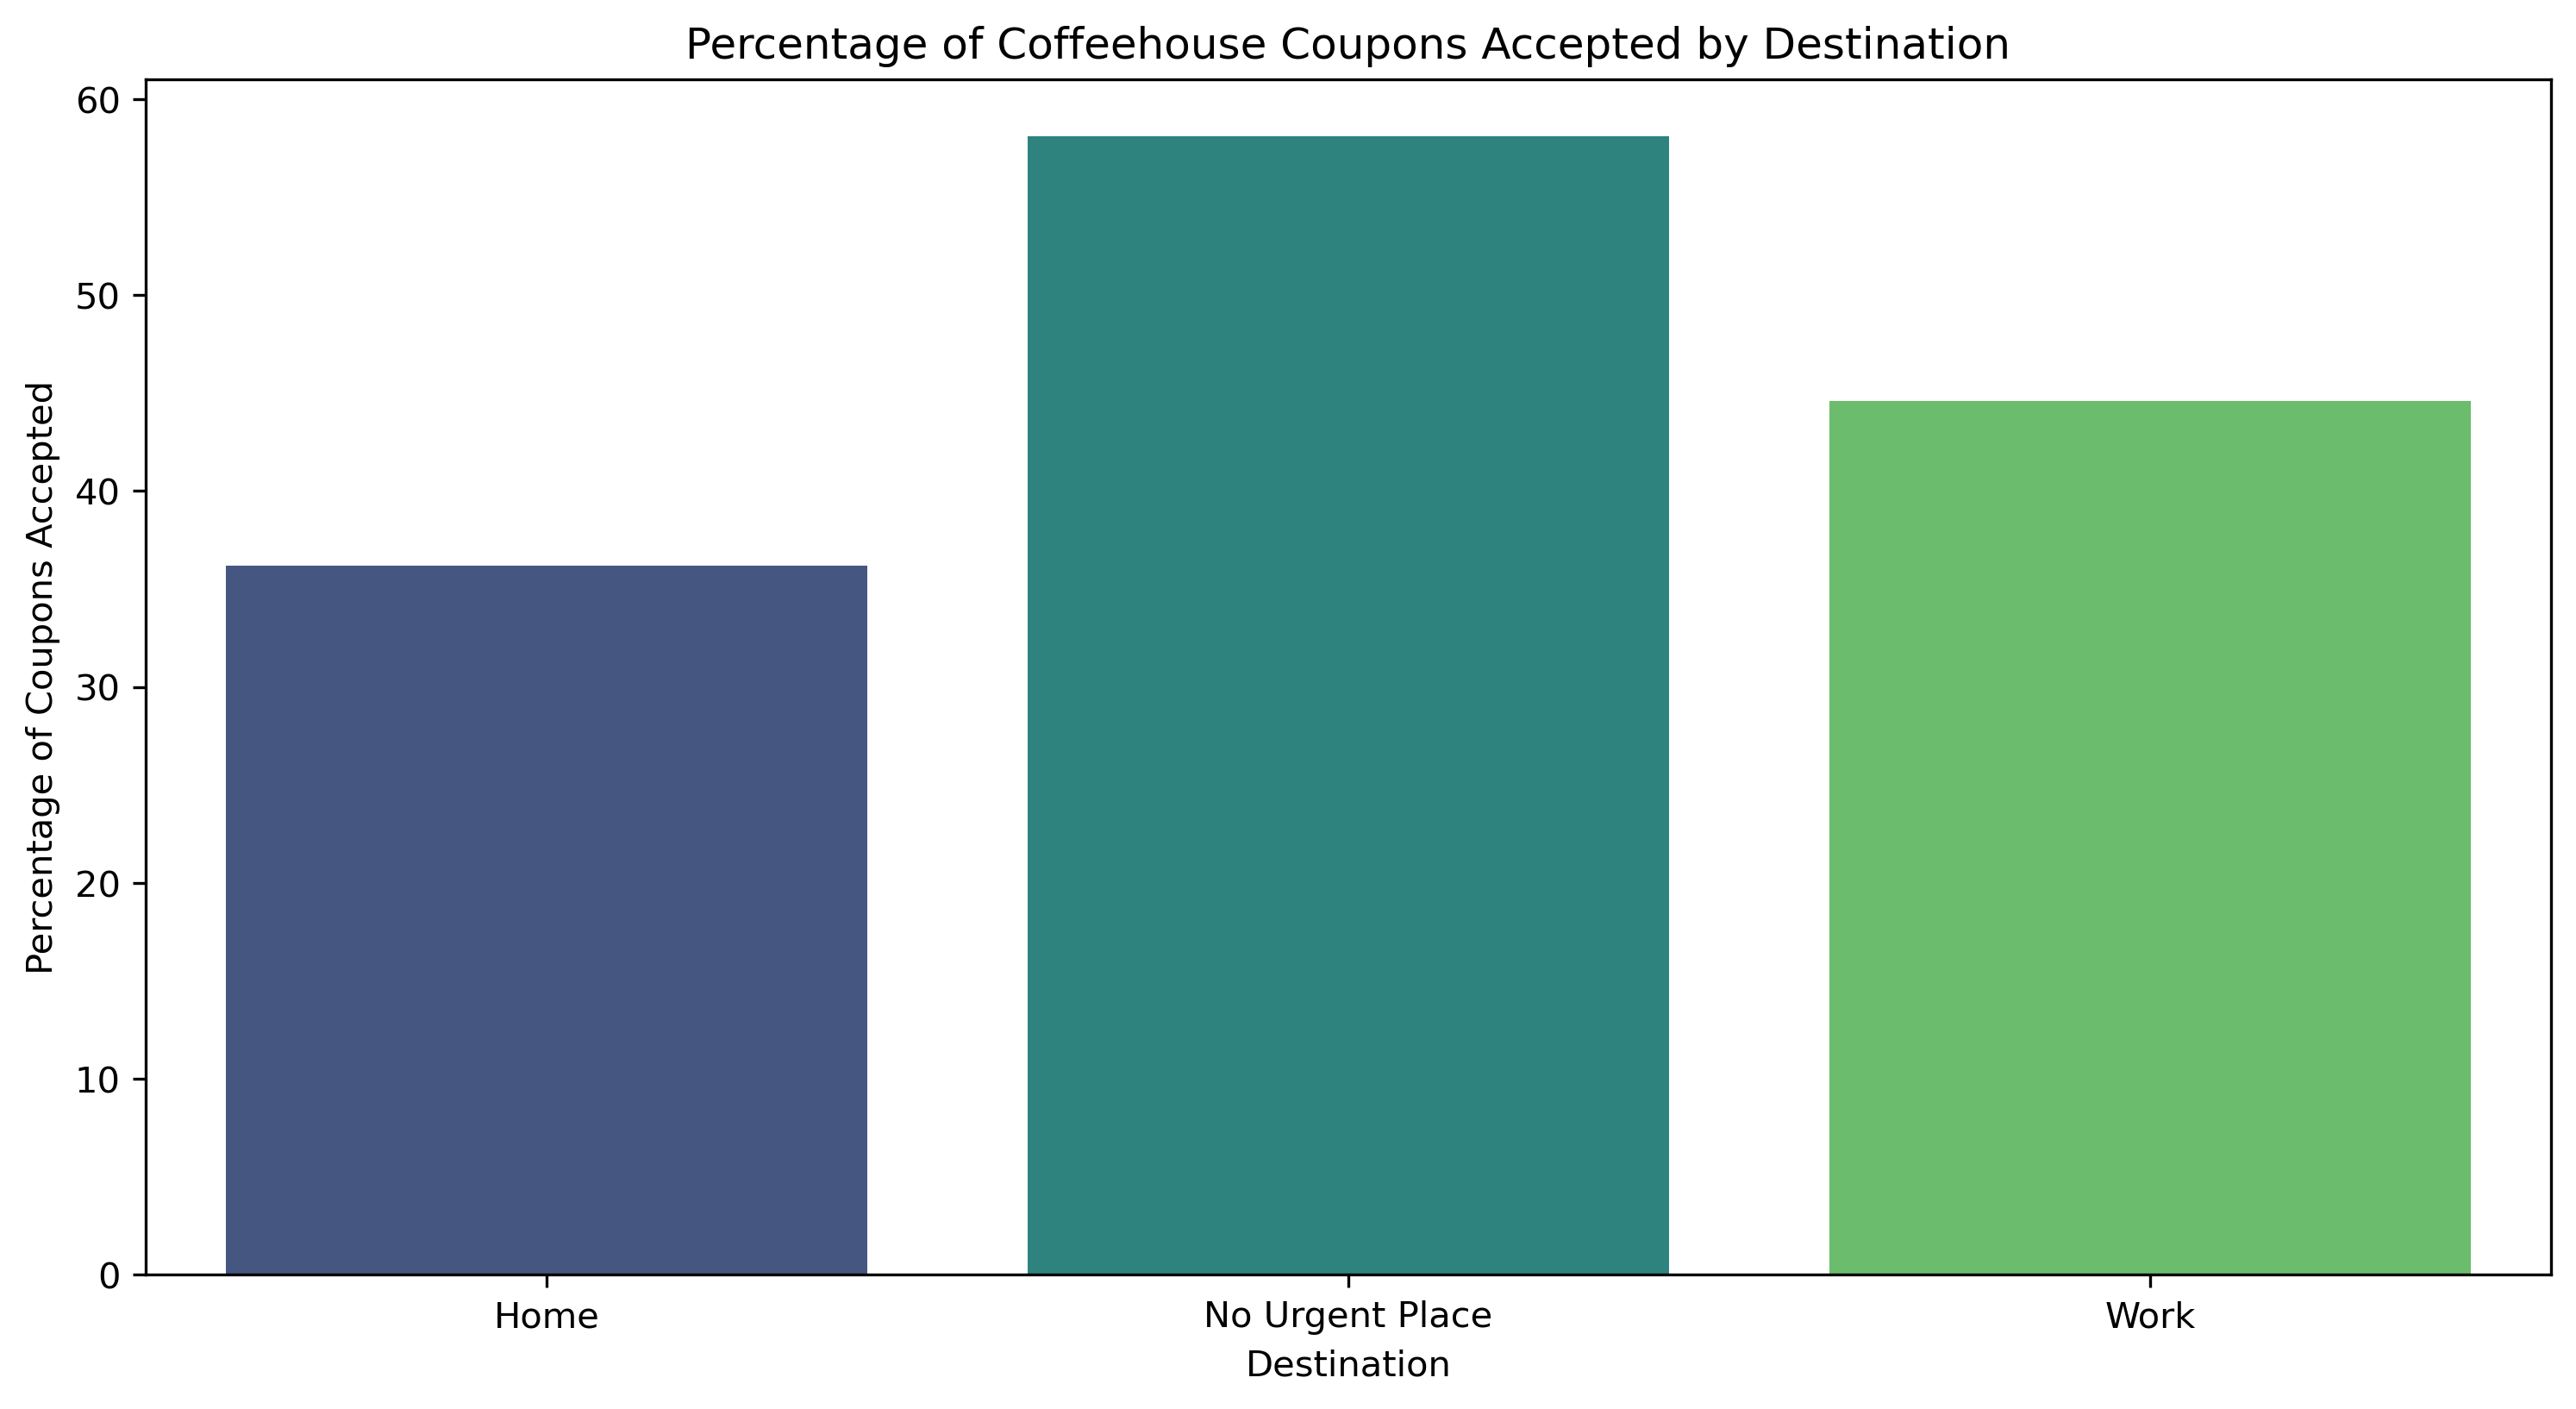 Percentage of Coffeehouse Coupons Accepted by Destination
Percentage of Coupons Accepted
60
50
40
30
20
10
0
Home
No Urgent Place
Work
Destination